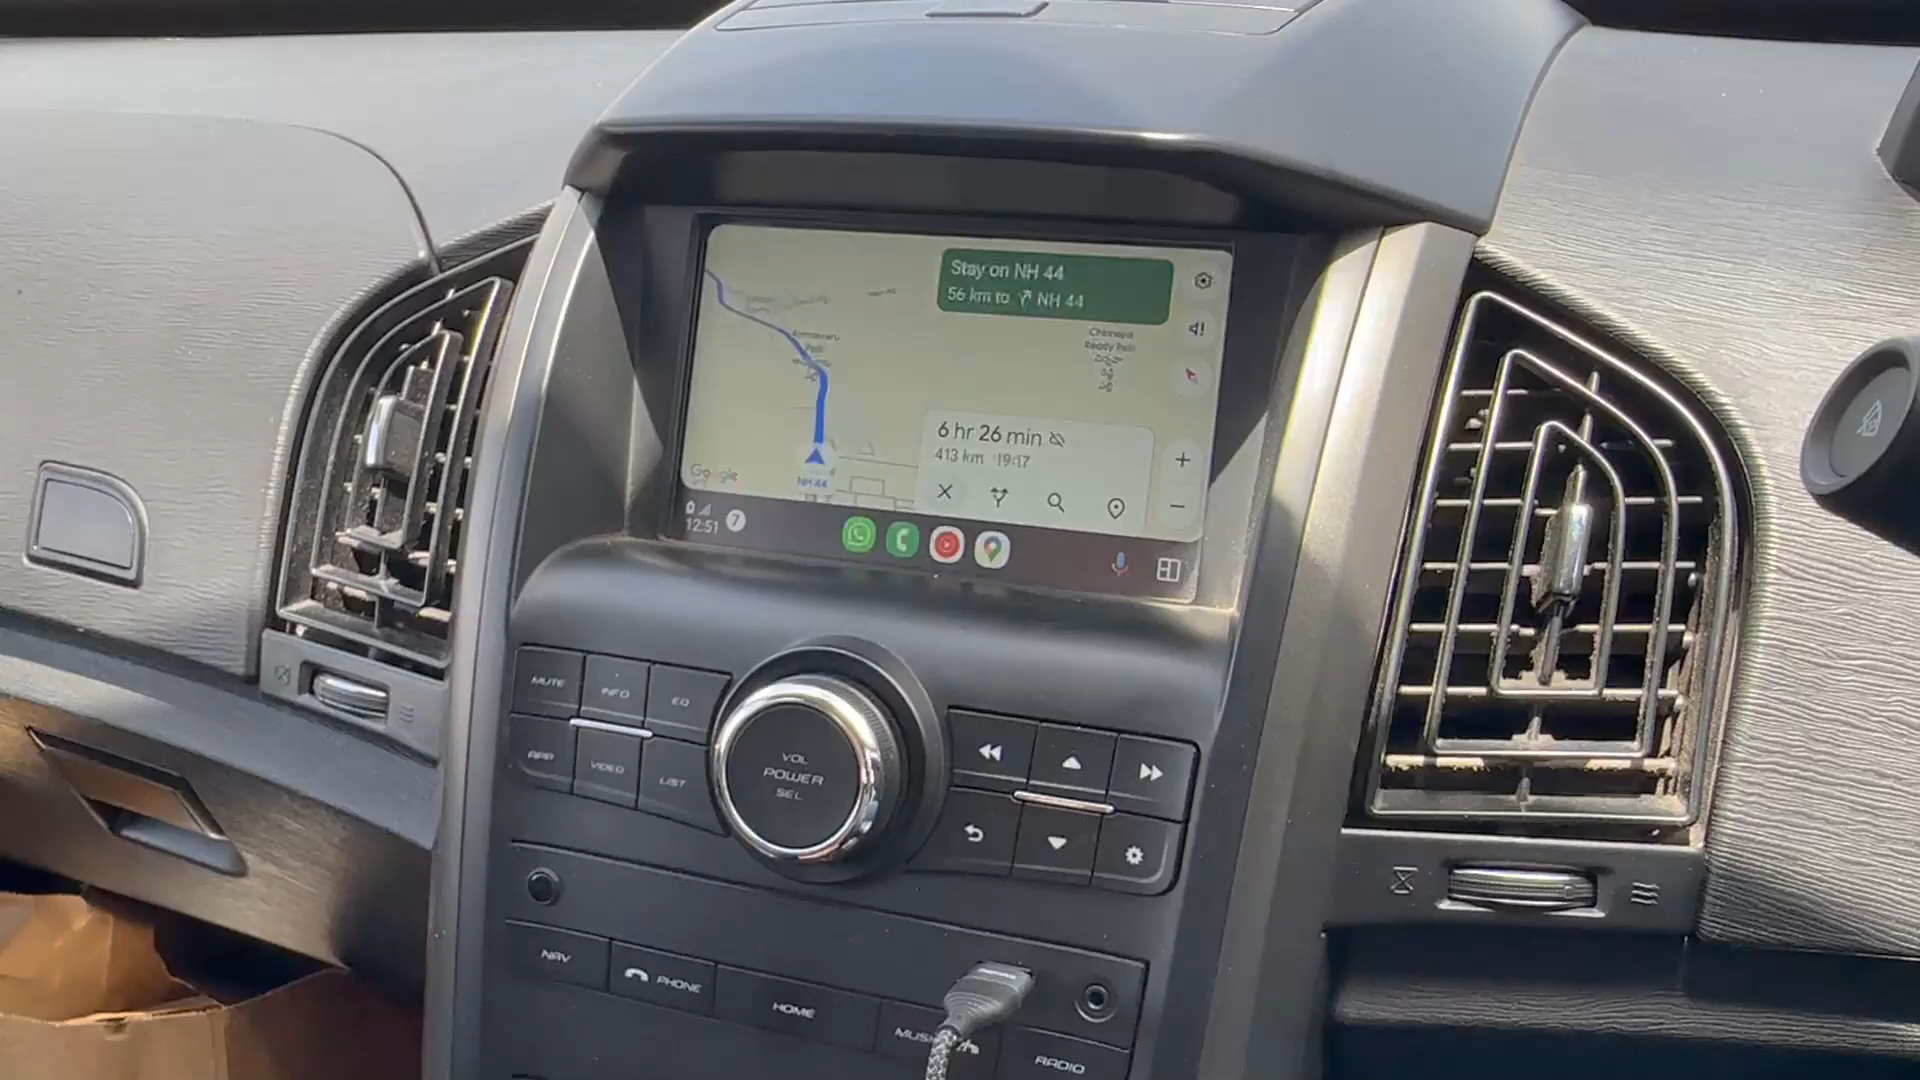 Stay on NH 44
56 km to NH 44
Chinnapa
Reddy Palli
6 hr 26 min
413 km 19:17
Google
NH 44
12:51
7
MUTE
INFO
EQ
APP
VIDEO
LIST
VOL
POWER
SEL
NAV
PHONE
HOME
RADIO